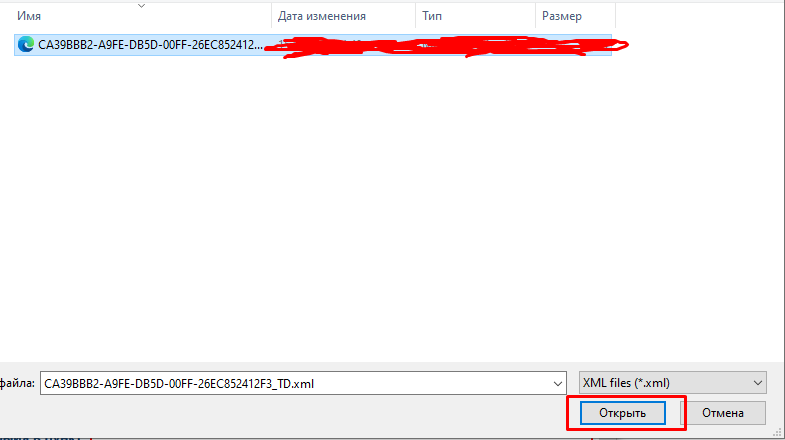 Имя Дата изменения Тип Размер
CA39BBB2-A9FE-DB5D-00FF-26EC852412...
файла: CA39BBB2-A9FE-DB5D-00FF-26EC852412F3_TD.xml XML files (*.xml)
Открыть Отмена